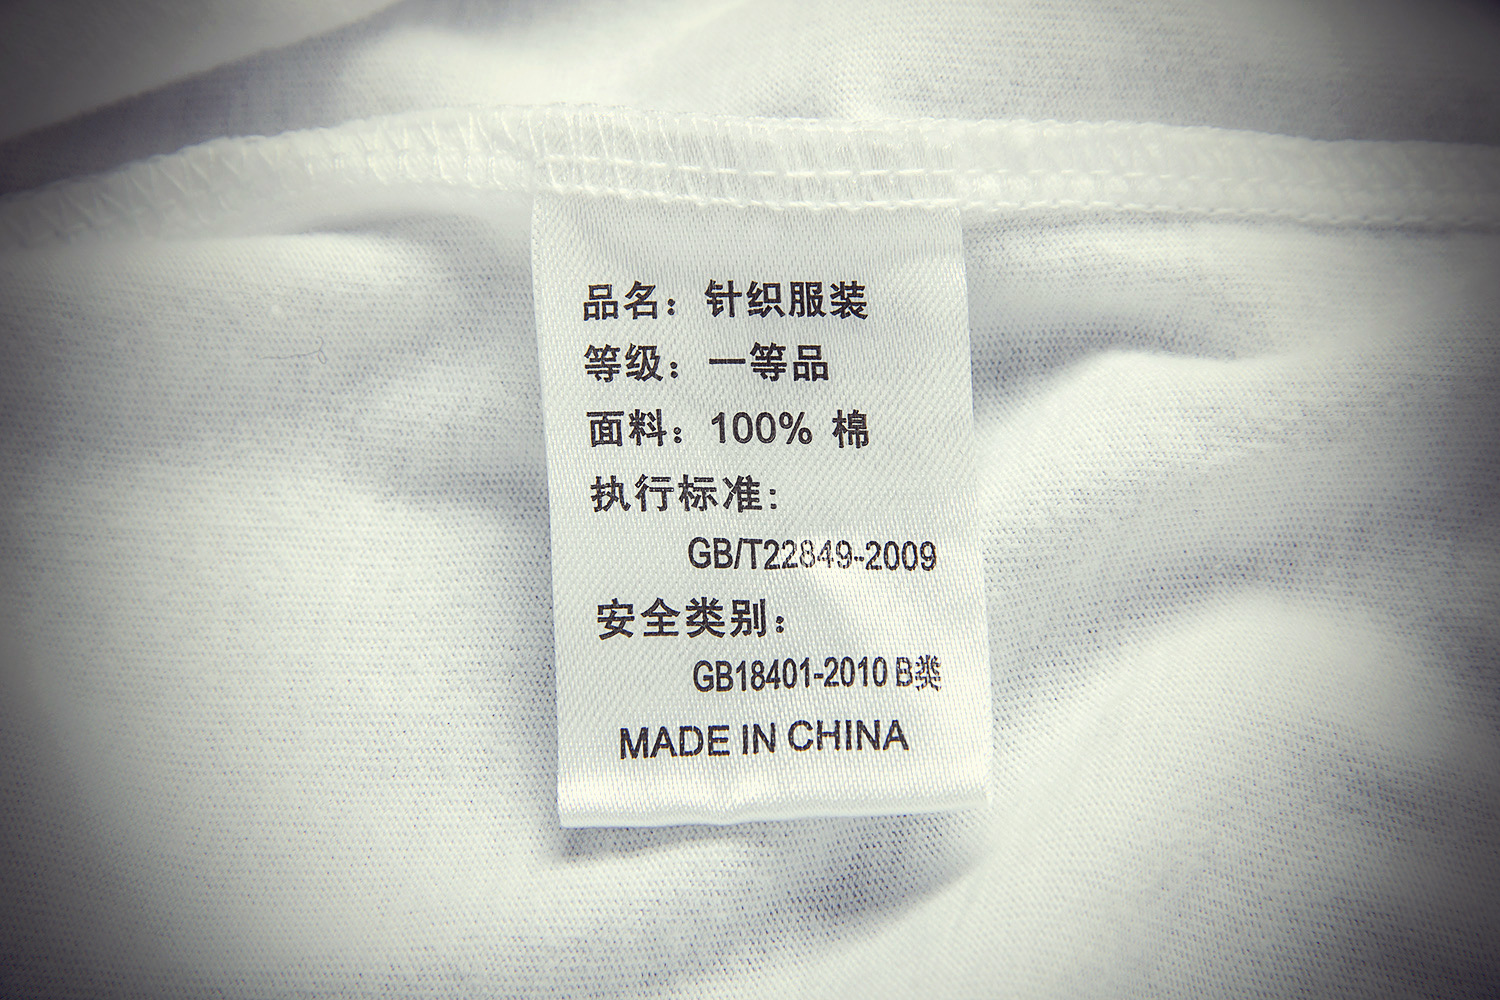 品名：针织服装
等级：一等品
面料：100% 棉
执行标准：
GB/T22849-2009
安全类别：
GB18401-2010 B类
MADE IN CHINA